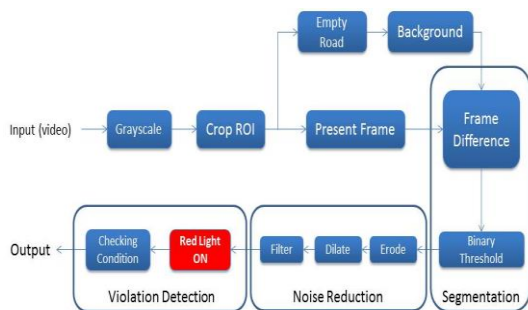 Empty
Road
Background
Input (video)
Grayscale
Crop ROI
Present Frame
Frame
Difference
Output
Checking
Condition
Red Light
ON
Filter
Dilate
Erode
Binary
Threshold
Violation Detection
Noise Reduction
Segmentation